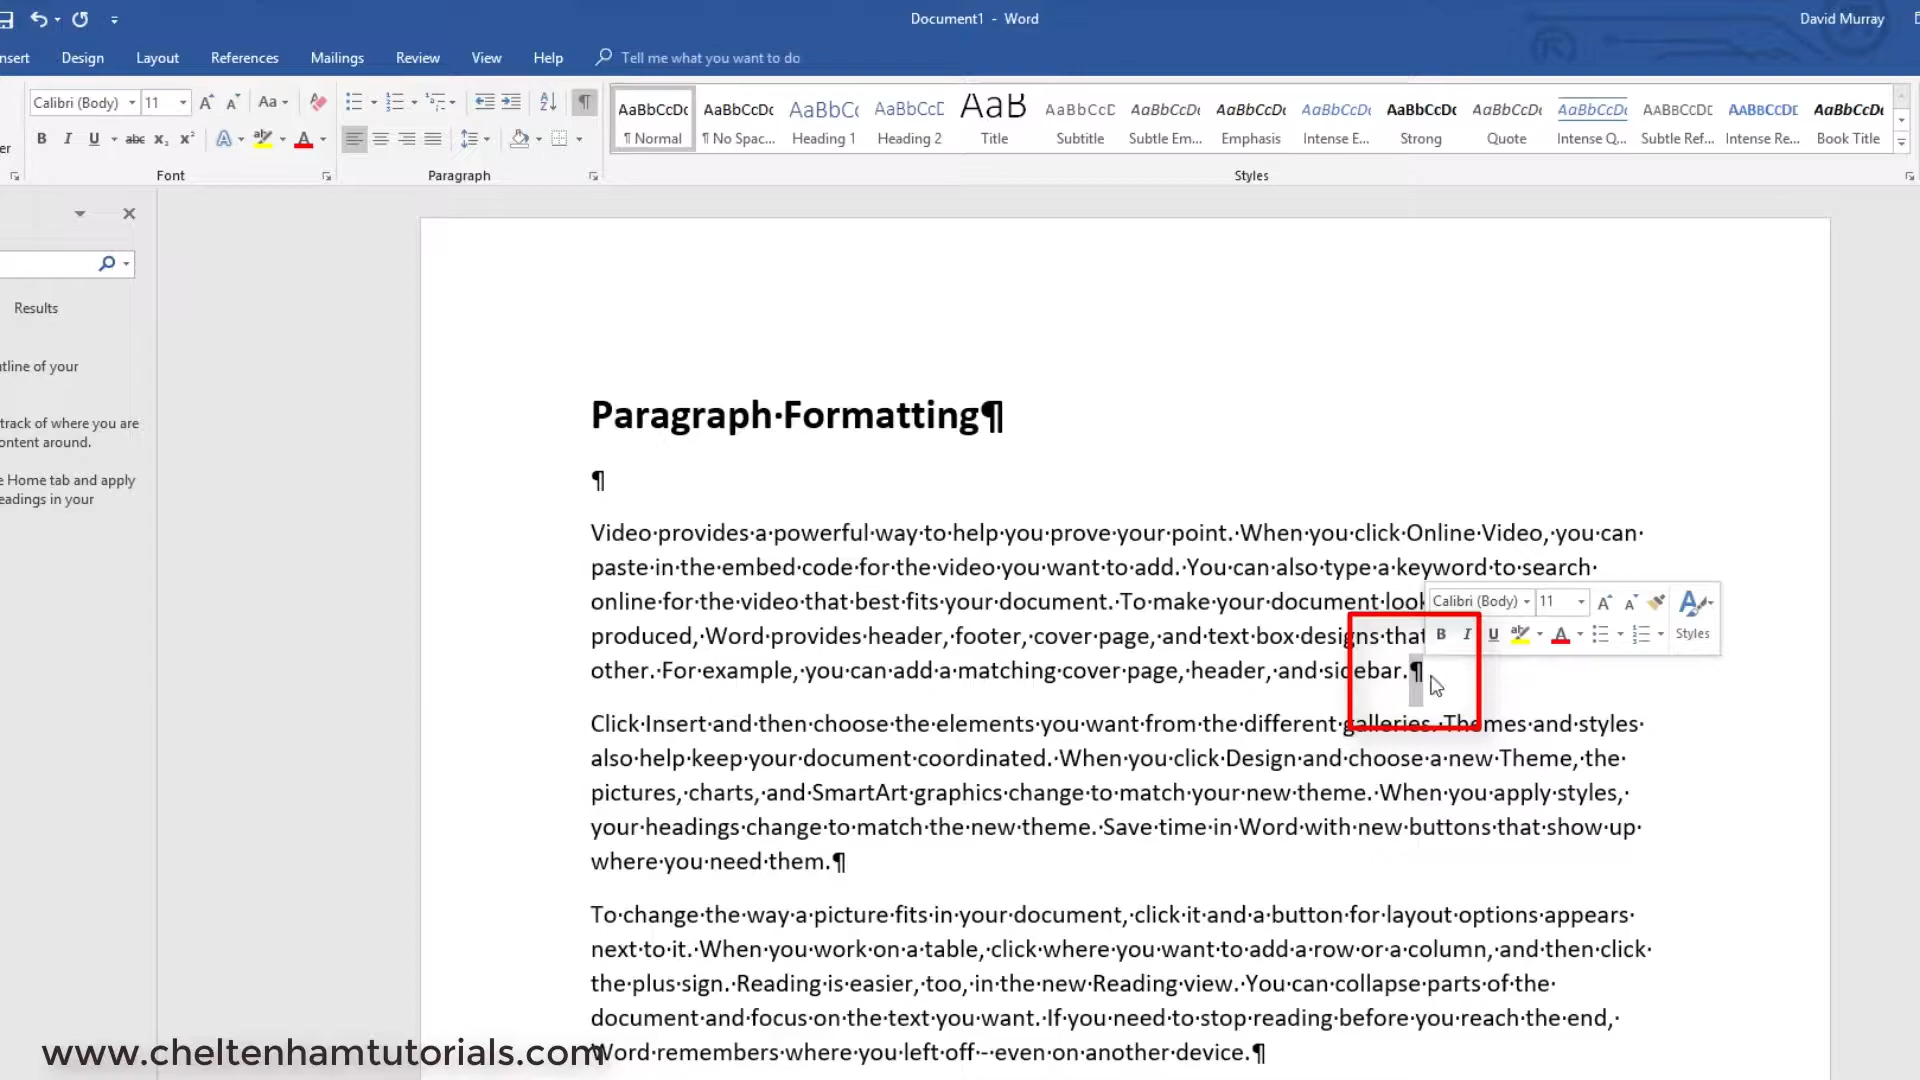 Document1 - Word
David Murray
nsert Design Layout References Mailings Review View Help Tell me what you want to do
Calibri (Body) 11 Aa
AaBbCcDc AaBbCcDc AaBbCc AaBbCcD AaB AaBbCcD AaBbCcDc AaBbCcDc AaBbCcDc AaBbCcDc AaBbCcDc AaBbCcDc AABBCCDC AABBCCDC AaBbCcDc
B I U abc x₂ x² A A
¶ Normal ¶ No Spac... Heading 1 Heading 2 Title Subtitle Subtle Em... Emphasis Intense E... Strong Quote Intense Q... Subtle Ref... Intense Re... Book Title
er
Font Paragraph Styles
Results
tline of your
track of where you are
ontent around.
e Home tab and apply
eadings in your
Paragraph·Formatting¶
¶
Video·provides·a·powerful·way·to·help·you·prove·your·point.·When·you·click·Online·Video,·you·can·
paste·in·the·embed·code·for·the·video·you·want·to·add.·You·can·also·type·a·keyword·to·search·
online·for·the·video·that·best·fits·your·document.·To·make·your·document·look
produced,·Word·provides·header,·footer,·cover·page,·and·text·box·designs·that
other.·For·example,·you·can·add·a·matching·cover·page,·header,·and·sidebar.¶
Calibri (Body) 11
B I U A Styles
Click·Insert·and·then·choose·the·elements·you·want·from·the·different·galleries.·Themes·and·styles·
also·help·keep·your·document·coordinated.·When·you·click·Design·and·choose·a·new·Theme,·the·
pictures,·charts,·and·SmartArt·graphics·change·to·match·your·new·theme.·When·you·apply·styles,·
your·headings·change·to·match·the·new·theme.·Save·time·in·Word·with·new·buttons·that·show·up·
where·you·need·them.¶
To·change·the·way·a·picture·fits·in·your·document,·click·it·and·a·button·for·layout·options·appears·
next·to·it.·When·you·work·on·a·table,·click·where·you·want·to·add·a·row·or·a·column,·and·then·click·
the·plus·sign.·Reading·is·easier,·too,·in·the·new·Reading·view.·You·can·collapse·parts·of·the·
document·and·focus·on·the·text·you·want.·If·you·need·to·stop·reading·before·you·reach·the·end,·
Word·remembers·where·you·left·off·-·even·on·another·device.¶
www.cheltenhamtutorials.com